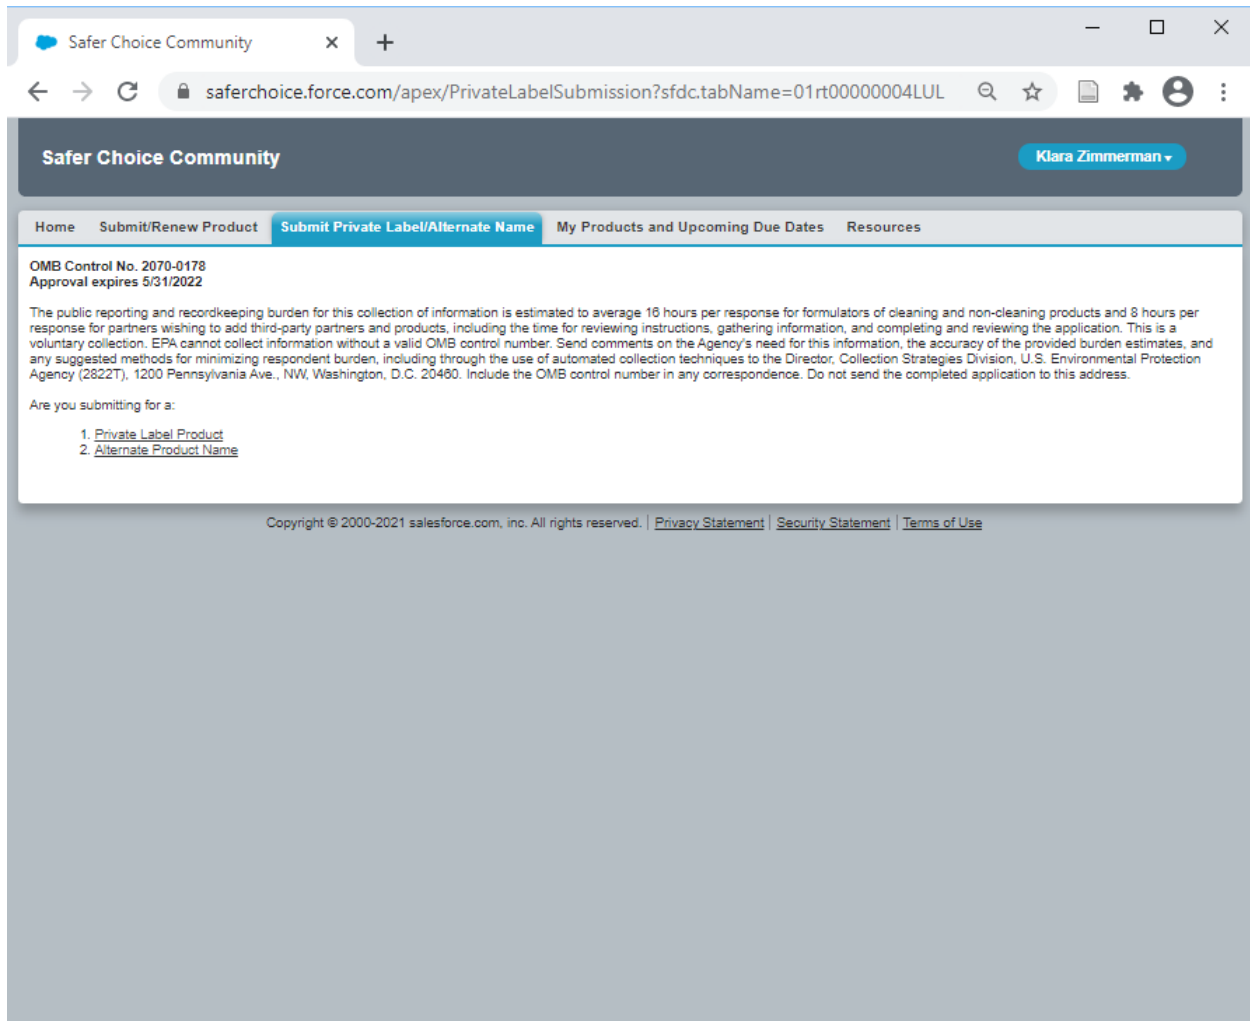 Safer Choice Community
saferchoice.force.com/apex/PrivateLabelSubmission?sfdc.tabName=01rt00000004LUL
Safer Choice Community
Klara Zimmerman
Home Submit/Renew Product Submit Private Label/Alternate Name My Products and Upcoming Due Dates Resources
OMB Control No. 2070-0178
Approval expires 5/31/2022
The public reporting and recordkeeping burden for this collection of information is estimated to average 16 hours per response for formulators of cleaning and non-cleaning products and 8 hours per
response for partners wishing to add third-party partners and products, including the time for reviewing instructions, gathering information, and completing and reviewing the application. This is a
voluntary collection. EPA cannot collect information without a valid OMB control number. Send comments on the Agency's need for this information, the accuracy of the provided burden estimates, and
any suggested methods for minimizing respondent burden, including through the use of automated collection techniques to the Director, Collection Strategies Division, U.S. Environmental Protection
Agency (2822T), 1200 Pennsylvania Ave., NW, Washington, D.C. 20460. Include the OMB control number in any correspondence. Do not send the completed application to this address.
Are you submitting for a:
1. Private Label Product
2. Alternate Product Name
Copyright © 2000-2021 salesforce.com, inc. All rights reserved. | Privacy Statement | Security Statement | Terms of Use